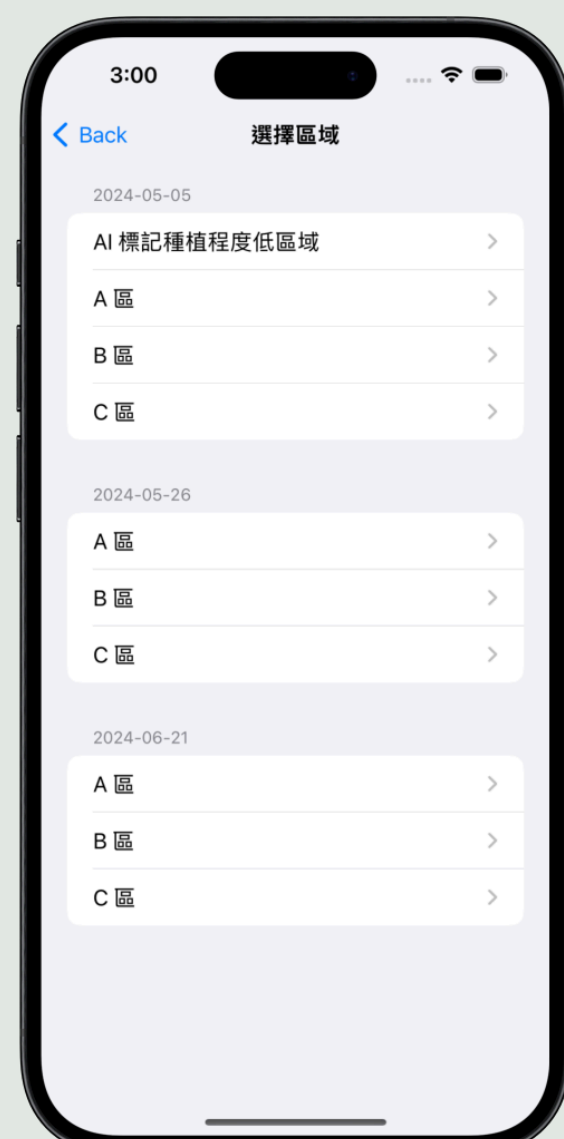 3:00
Back
選擇區域
2024-05-05
AI 標記種植程度低區域
A 區
B 區
C 區
2024-05-26
A 區
B 區
C 區
2024-06-21
A 區
B 區
C 區